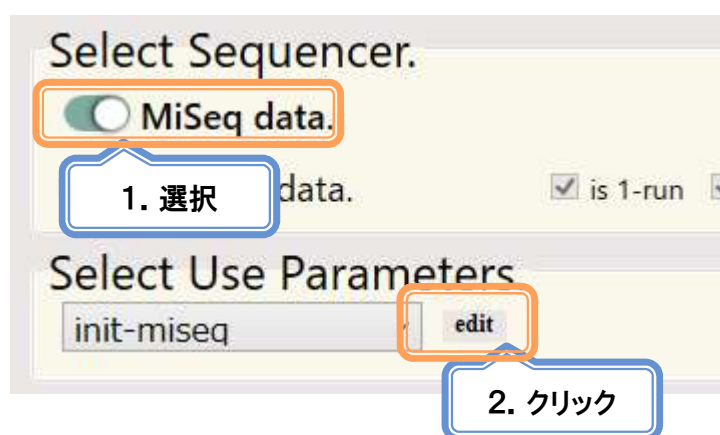 Select Sequencer.
MiSeq data.
1. 選択
data.
is 1-run
Select Use Parameters
init-miseq
edit
2. クリック